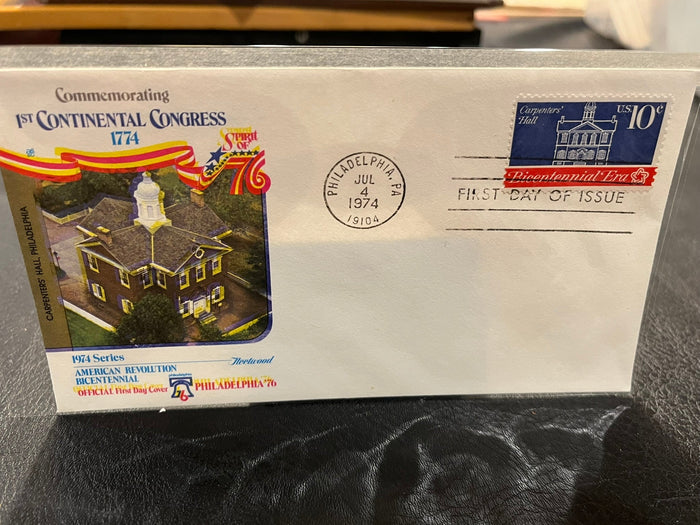 Commemorating
1ST CONTINENTAL CONGRESS
1774
SPIRIT
OF
'76
CARPENTERS' HALL, PHILADELPHIA
1974 Series
Fleetwood
AMERICAN REVOLUTION
BICENTENNIAL
OFFICIAL First Day Cover
PHILADELPHIA '76
76
PHILADELPHIA, PA
JUL
4
1974
19104
Carpenters'
Hall
U.S. 10c
Bicentennial Era
FIRST DAY OF ISSUE